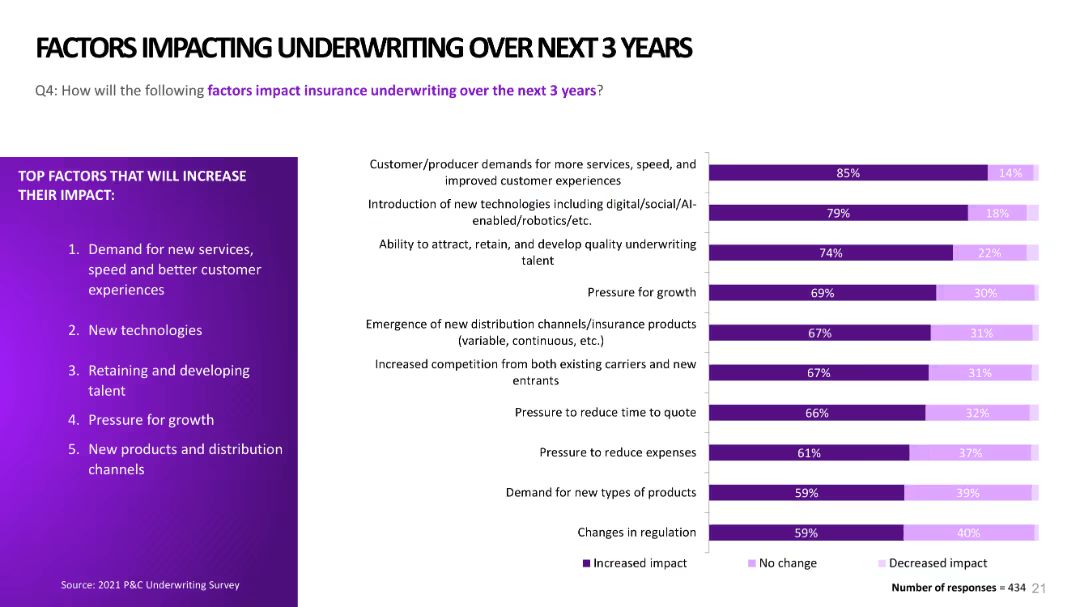 FACTORS IMPACTING UNDERWRITING OVER NEXT 3 YEARS
Q4: How will the following factors impact insurance underwriting over the next 3 years?
TOP FACTORS THAT WILL INCREASE
THEIR IMPACT:
1. Demand for new services,
speed and better customer
experiences
2. New technologies
3. Retaining and developing
talent
4. Pressure for growth
5. New products and distribution
channels
Source: 2021 P&C Underwriting Survey
Customer/producer demands for more services, speed, and
improved customer experiences
85% 14%
Introduction of new technologies including digital/social/AI-
enabled/robotics/etc.
79% 18%
Ability to attract, retain, and develop quality underwriting
talent
74% 22%
Pressure for growth
69% 30%
Emergence of new distribution channels/insurance products
(variable, continuous, etc.)
67% 31%
Increased competition from both existing carriers and new
entrants
67% 31%
Pressure to reduce time to quote
66% 32%
Pressure to reduce expenses
61% 37%
Demand for new types of products
59% 39%
Changes in regulation
59% 40%
Increased impact No change Decreased impact
Number of responses = 434 21